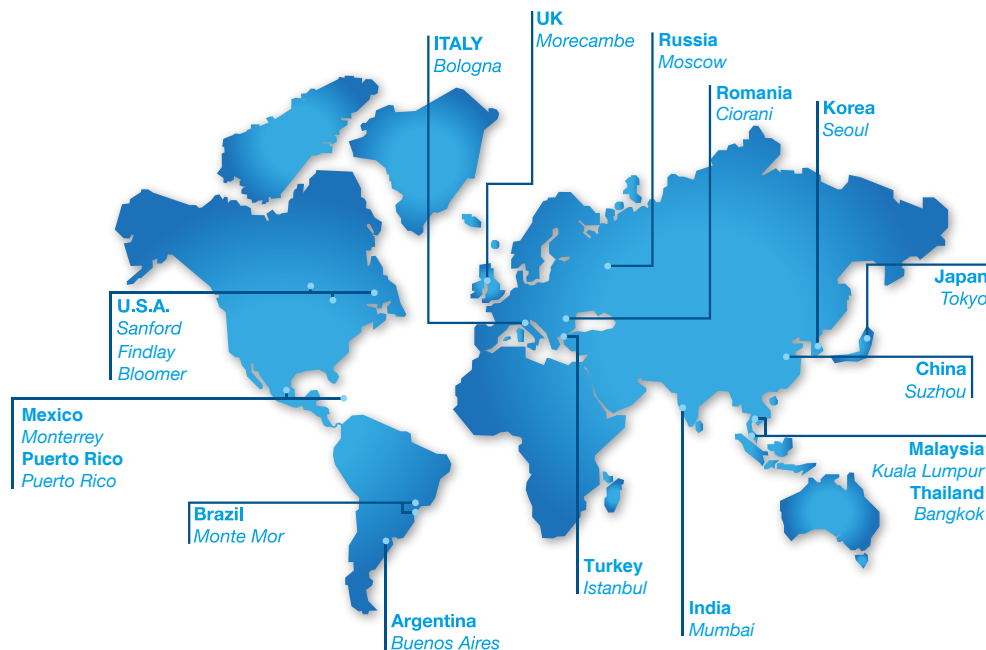 UK
Morecambe
ITALY
Bologna
Russia
Moscow
Romania
Ciorani
Korea
Seoul
Japan
Tokyo
U.S.A.
Sanford
Findlay
Bloomer
China
Suzhou
Mexico
Monterrey
Puerto Rico
Puerto Rico
Malaysia
Kuala Lumpur
Thailand
Bangkok
Brazil
Monte Mor
Turkey
Istanbul
India
Mumbai
Argentina
Buenos Aires